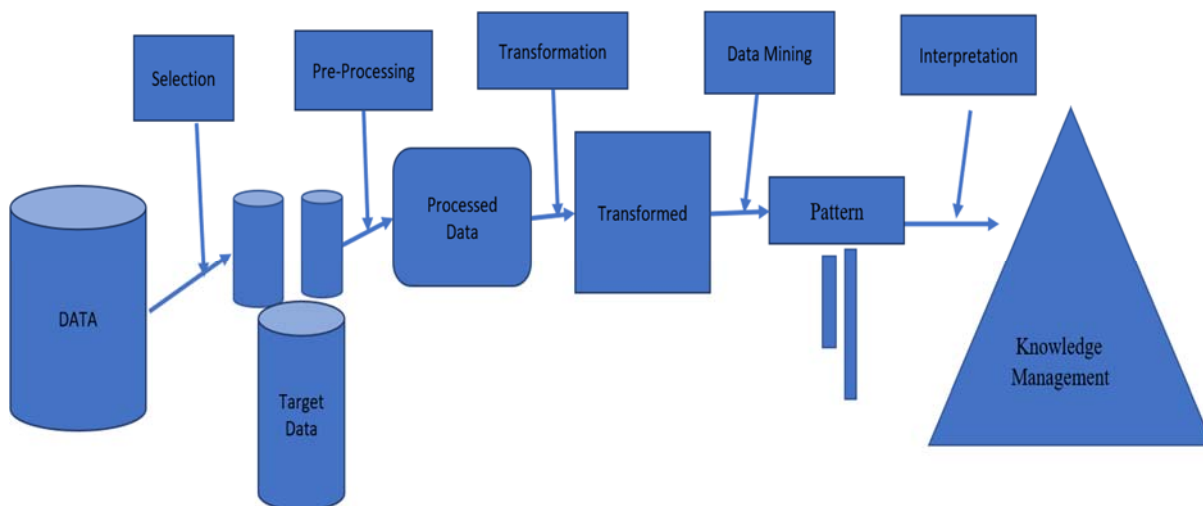 Selection
Pre-Processing
Transformation
Data Mining
Interpretation
DATA
Target
Data
Processed
Data
Transformed
Pattern
Knowledge
Management